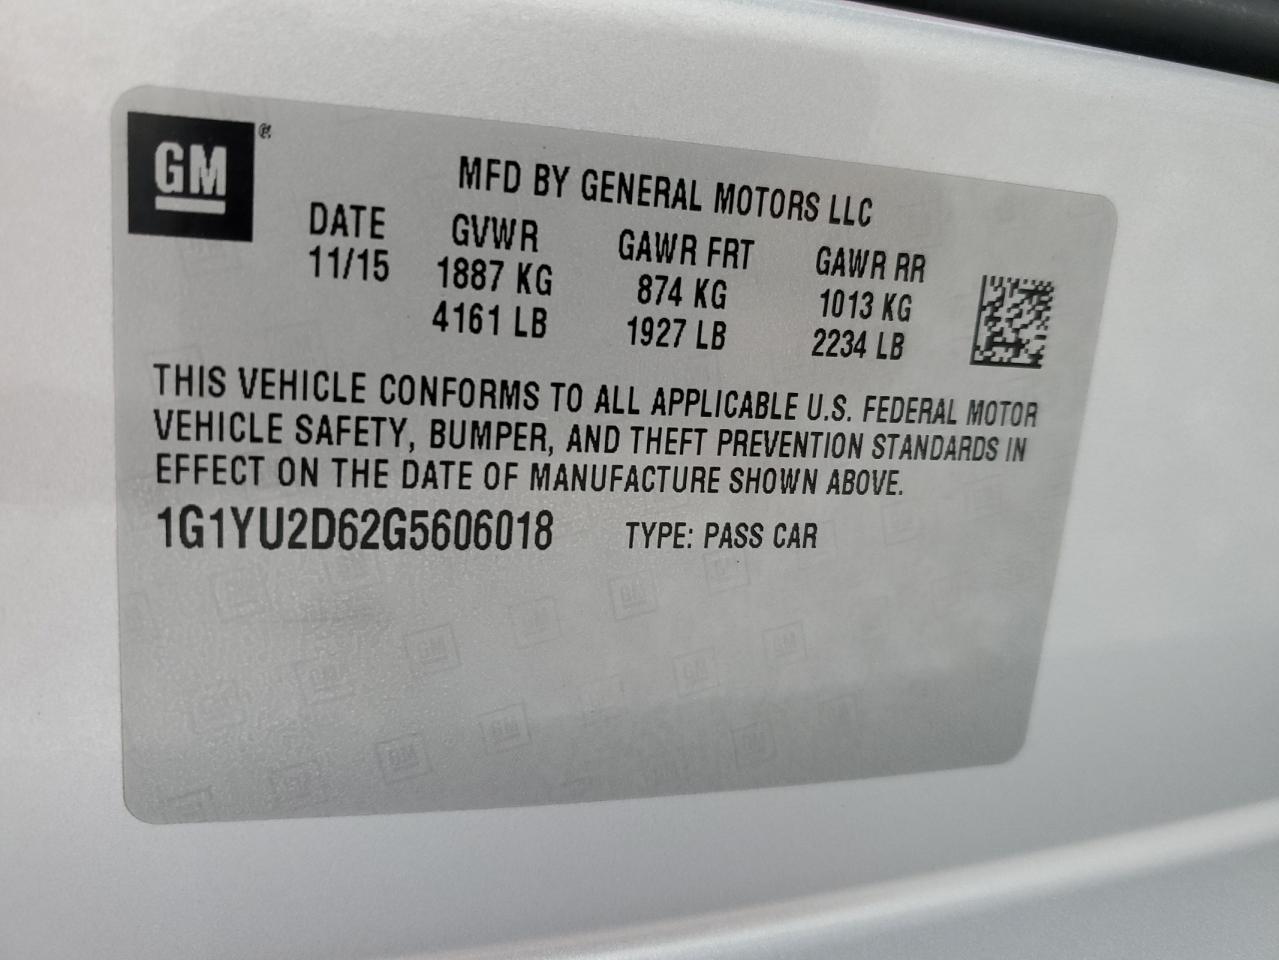 GM®
MFD BY GENERAL MOTORS LLC
DATE GVWR GAWR FRT GAWR RR
11/15 1887 KG 874 KG 1013 KG
4161 LB 1927 LB 2234 LB
THIS VEHICLE CONFORMS TO ALL APPLICABLE U.S. FEDERAL MOTOR
VEHICLE SAFETY, BUMPER, AND THEFT PREVENTION STANDARDS IN
EFFECT ON THE DATE OF MANUFACTURE SHOWN ABOVE.
1G1YU2D62G5606018 TYPE: PASS CAR